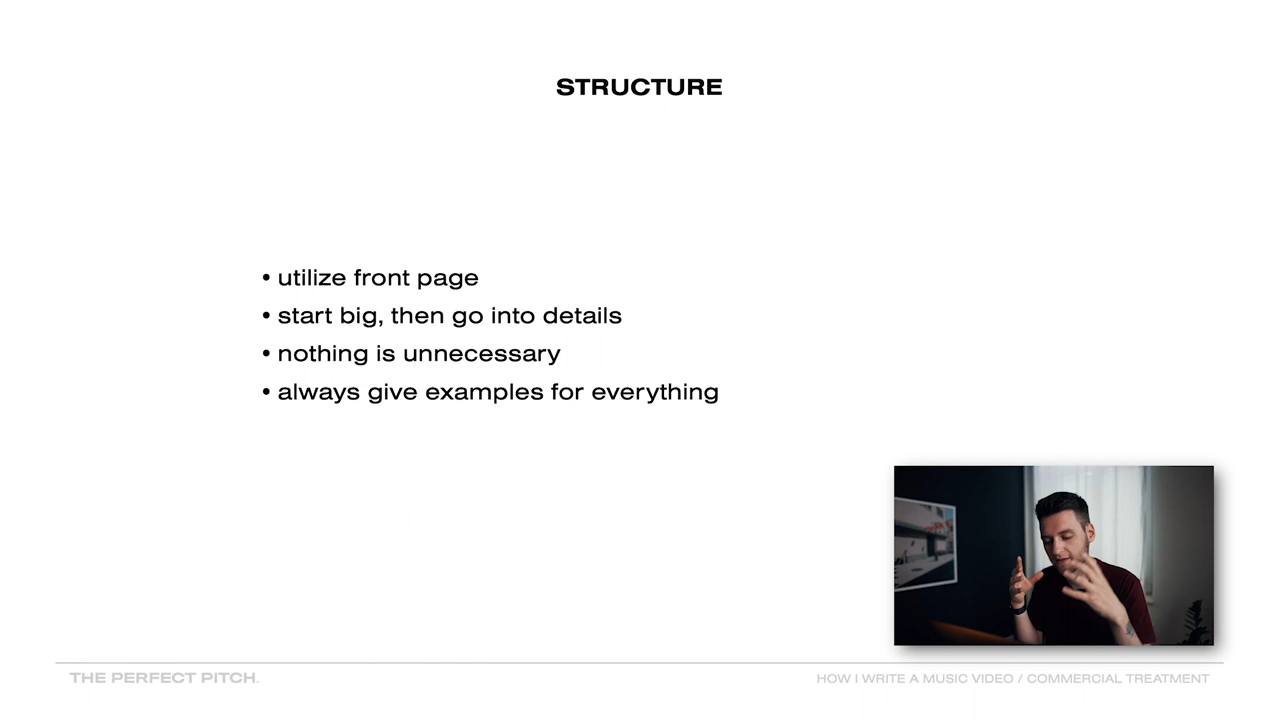 STRUCTURE
• utilize front page
• start big, then go into details
• nothing is unnecessary
• always give examples for everything
THE PERFECT PITCH.
HOW I WRITE A MUSIC VIDEO / COMMERCIAL TREATMENT